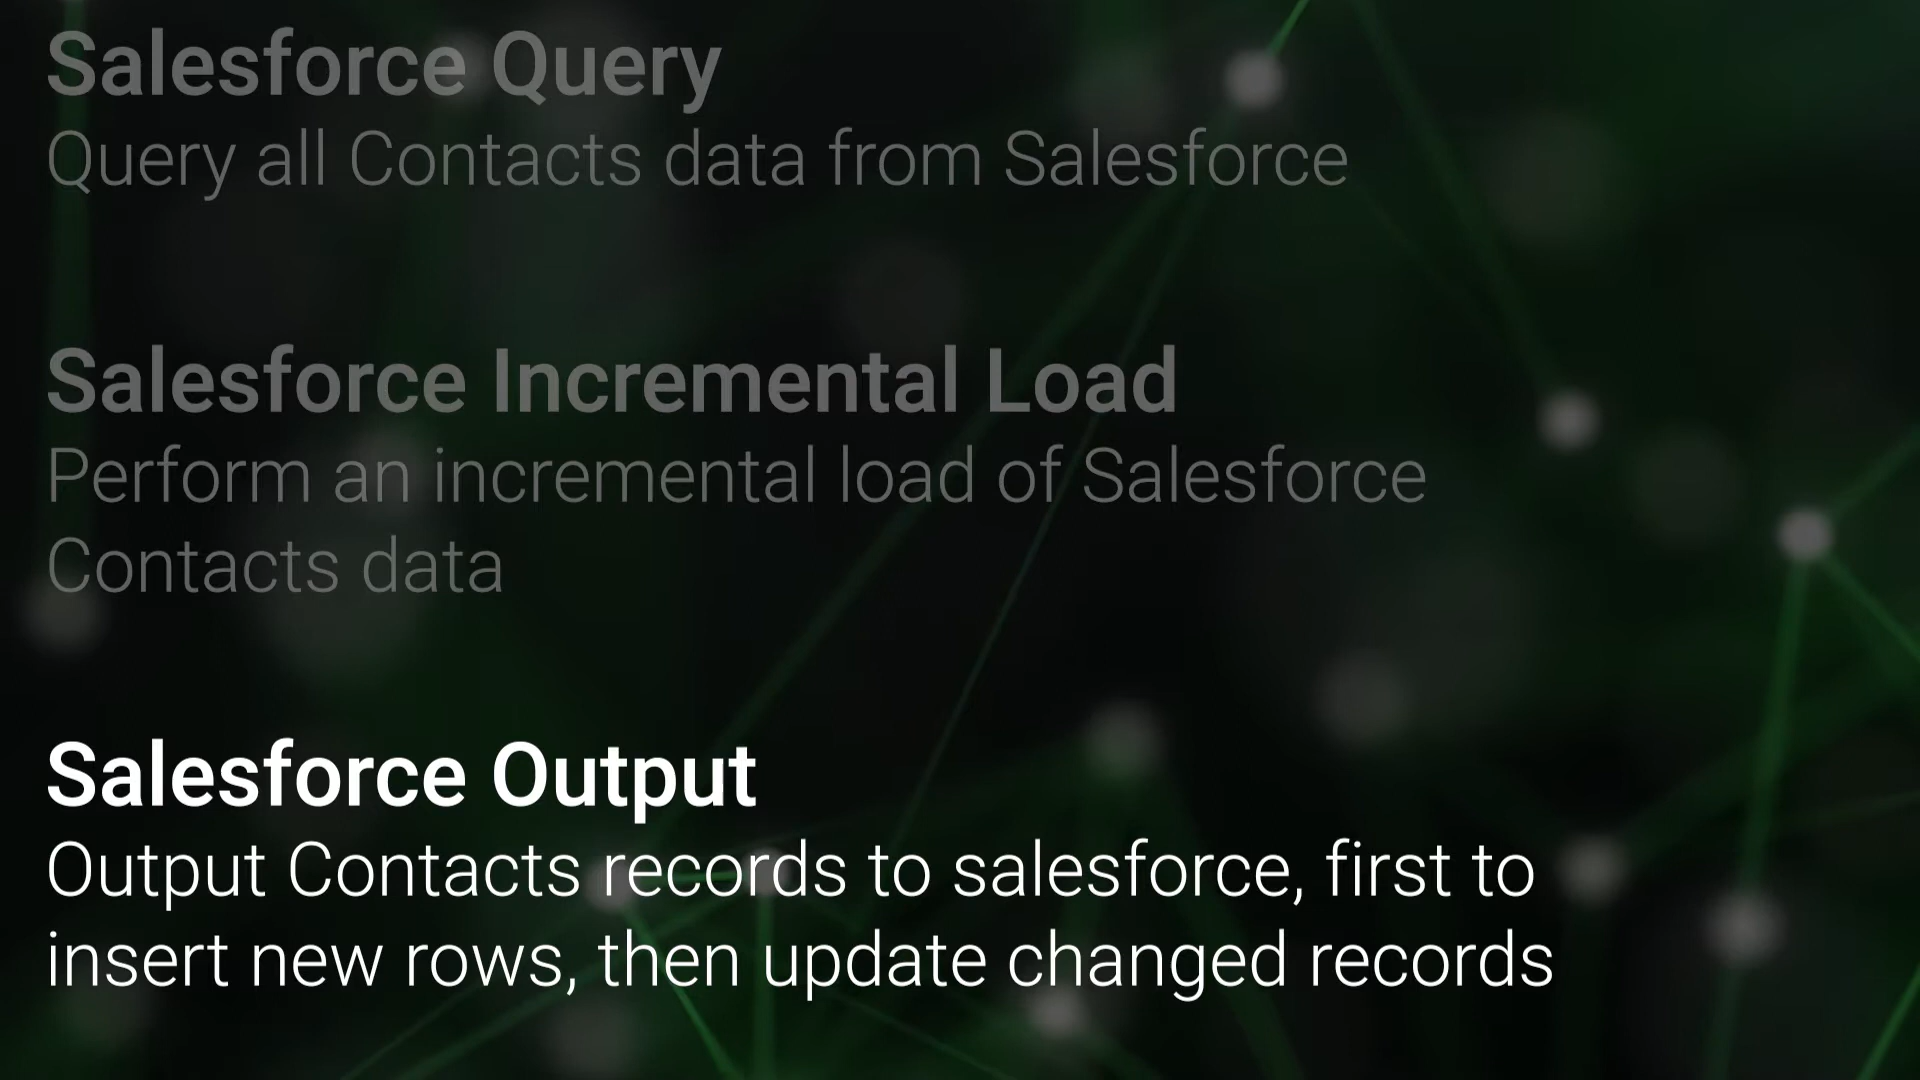 Salesforce Query
Query all Contacts data from Salesforce
Salesforce Incremental Load
Perform an incremental load of Salesforce
Contacts data
Salesforce Output
Output Contacts records to salesforce, first to
insert new rows, then update changed records